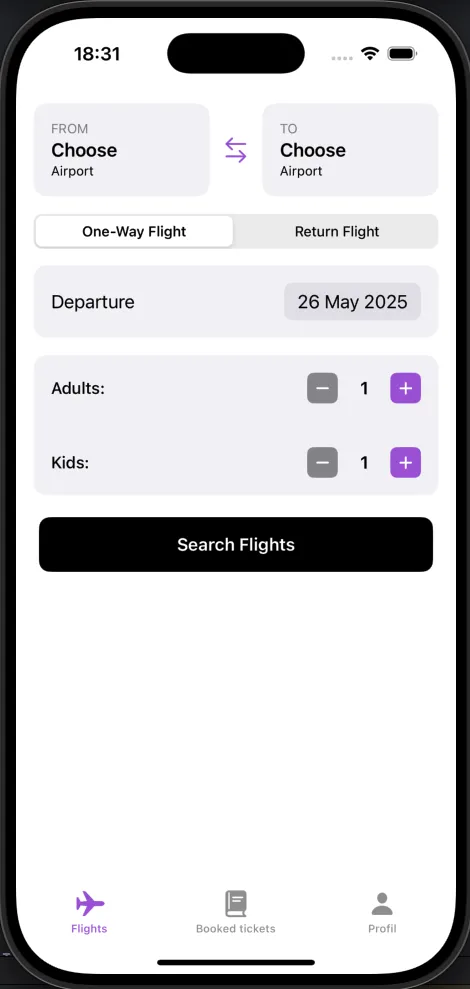 18:31
FROM
Choose
Airport
TO
Choose
Airport
One-Way Flight
Return Flight
Departure
26 May 2025
Adults:
1
Kids:
1
Search Flights
Flights
Booked tickets
Profil